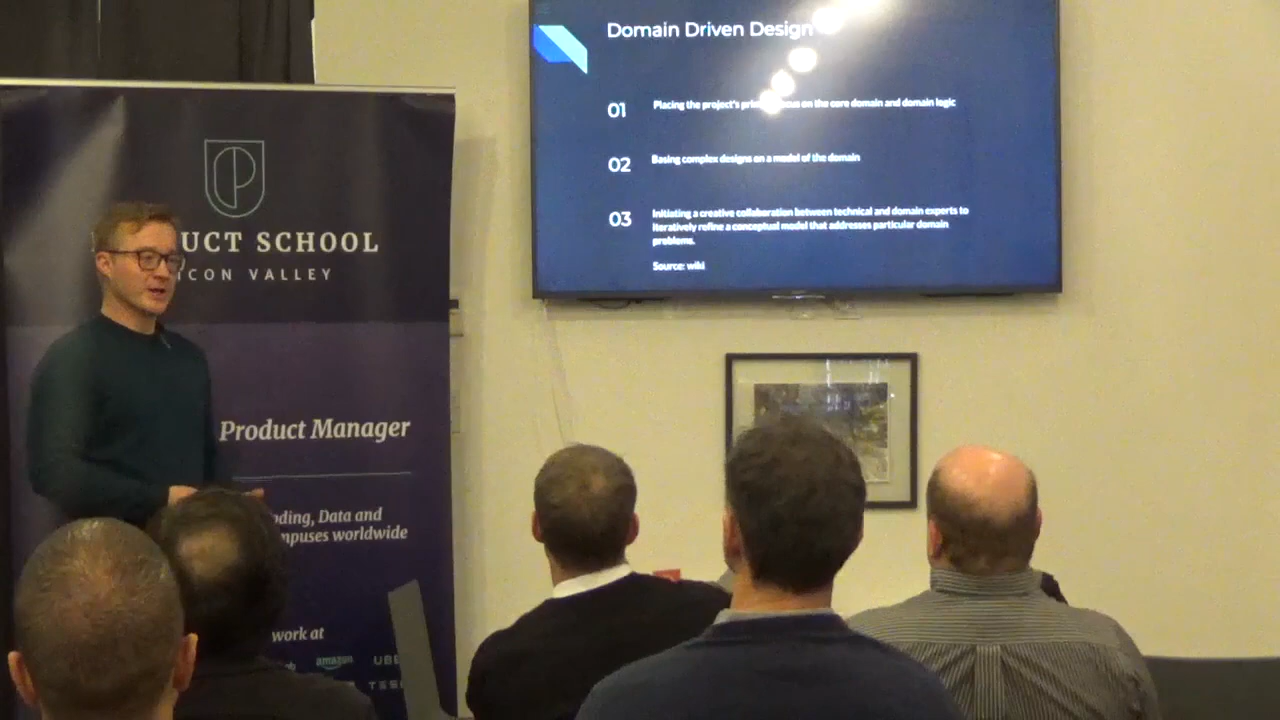 Domain Driven Design
01 Placing the project's on the core domain and domain logic
02 Basing complex designs on a model of the domain
03 Initiating a creative collaboration between technical and domain experts to
iteratively refine a conceptual model that addresses particular domain
problems.
Source: wiki
UCT SCHOOL
CON VALLEY
Product Manager
oding, Data and
mpuses worldwide
work at
amazon
UBE
TES